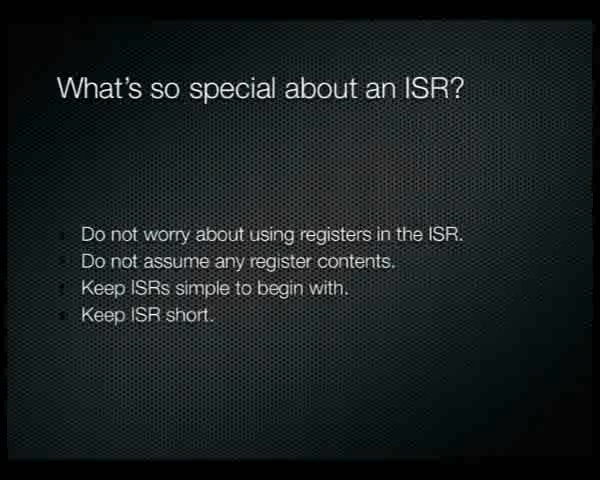 What's so special about an ISR?
Do not worry about using registers in the ISR.
Do not assume any register contents.
Keep ISRs simple to begin with.
Keep ISR short.